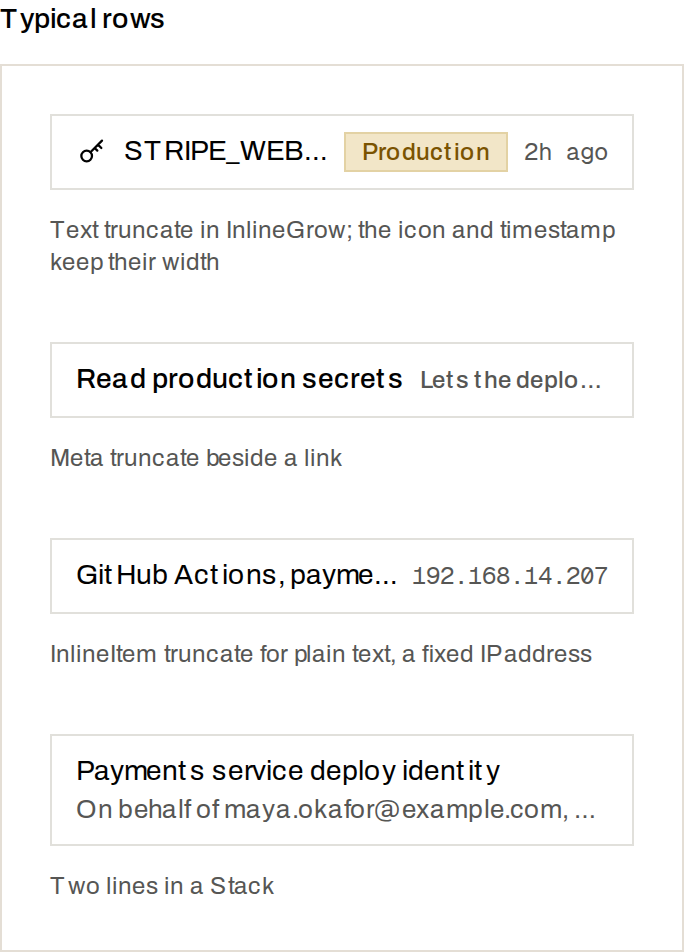 Typical rows
STRIPE_WEB... Production 2h ago
Text truncate in InlineGrow; the icon and timestamp
keep their width
Read production secrets Lets the deplo...
Meta truncate beside a link
GitHub Actions, payme... 192.168.14.207
InlineItem truncate for plain text, a fixed IP address
Payments service deploy identity
On behalf of maya.okafor@example.com, ...
Two lines in a Stack